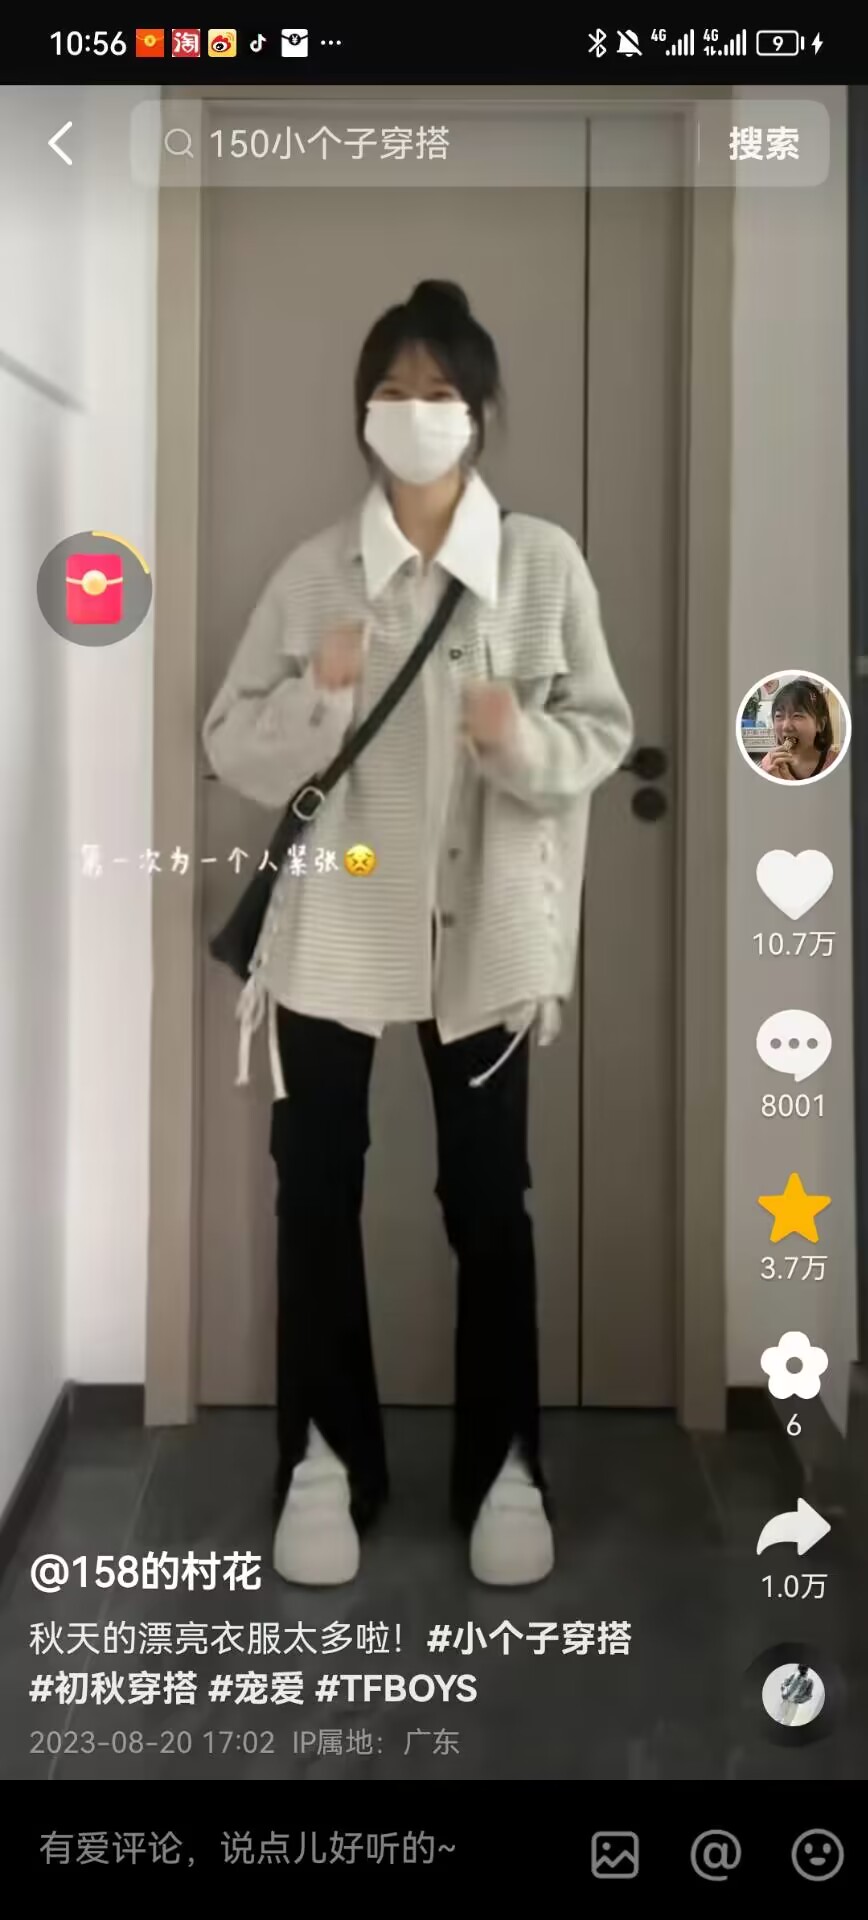 10:56
淘
4G
4G
9
150小个子穿搭
搜索
第一次为一个人紧张
10.7万
8001
3.7万
6
1.0万
@158的村花
秋天的漂亮衣服太多啦！#小个子穿搭
#初秋穿搭 #宠爱 #TFBOYS
2023-08-20 17:02 IP属地：广东
有爱评论，说点儿好听的~